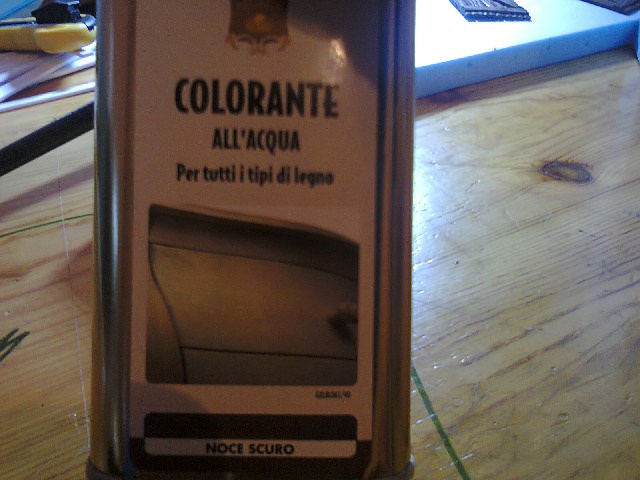 COLORANTE
ALL'ACQUA
Per tutti i tipi di legno
NOCE SCURO